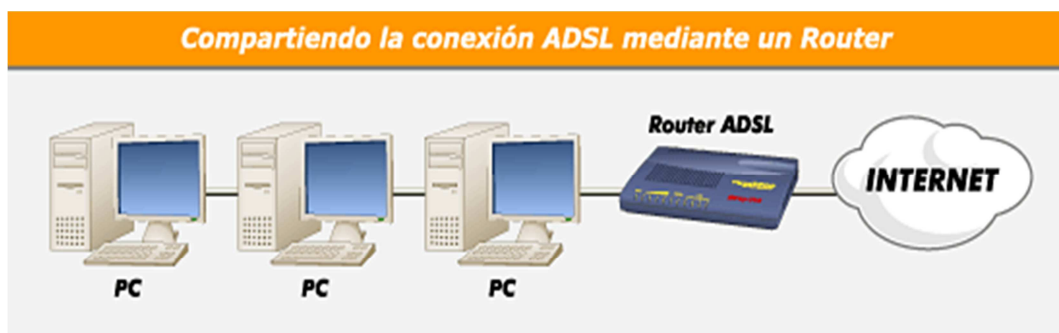 Compartiendo la conexión ADSL mediante un Router
Router ADSL
INTERNET
PC
PC
PC